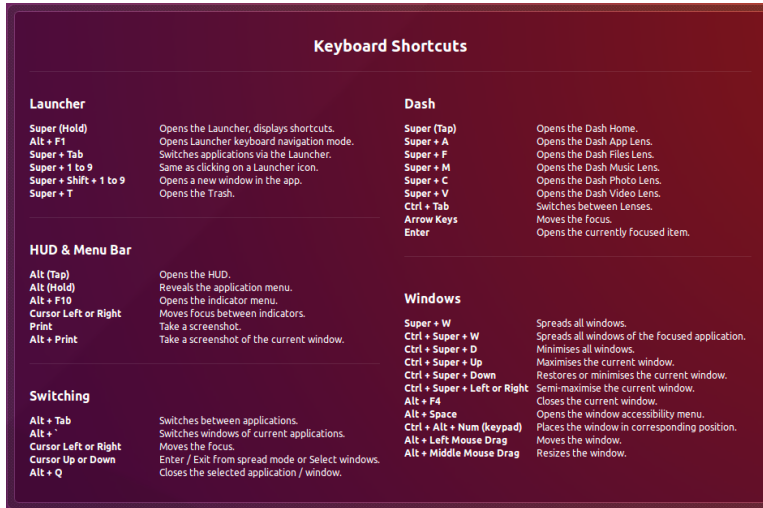 Keyboard Shortcuts
Launcher
Super (Hold) Opens the Launcher, displays shortcuts.
Alt + F1 Opens Launcher keyboard navigation mode.
Super + Tab Switches applications via the Launcher.
Super + 1 to 9 Same as clicking on a Launcher icon.
Super + Shift + 1 to 9 Opens a new window in the app.
Super + T Opens the Trash.
HUD & Menu Bar
Alt (Tap) Opens the HUD.
Alt (Hold) Reveals the application menu.
Alt + F10 Opens the indicator menu.
Cursor Left or Right Moves focus between indicators.
Print Take a screenshot.
Alt + Print Take a screenshot of the current window.
Switching
Alt + Tab Switches between applications.
Alt + ` Switches windows of current applications.
Cursor Left or Right Moves the focus.
Cursor Up or Down Enter / Exit from spread mode or Select windows.
Alt + Q Closes the selected application / window.
Dash
Super (Tap) Opens the Dash Home.
Super + A Opens the Dash App Lens.
Super + F Opens the Dash Files Lens.
Super + M Opens the Dash Music Lens.
Super + C Opens the Dash Photo Lens.
Super + V Opens the Dash Video Lens.
Ctrl + Tab Switches between Lenses.
Arrow Keys Moves the focus.
Enter Opens the currently focused item.
Windows
Super + W Spreads all windows.
Ctrl + Super + W Spreads all windows of the focused application.
Ctrl + Super + D Minimises all windows.
Ctrl + Super + Up Maximises the current window.
Ctrl + Super + Down Restores or minimises the current window.
Ctrl + Super + Left or Right Semi-maximise the current window.
Alt + F4 Closes the current window.
Alt + Space Opens the window accessibility menu.
Ctrl + Alt + Num (keypad) Places the window in corresponding position.
Alt + Left Mouse Drag Moves the window.
Alt + Middle Mouse Drag Resizes the window.